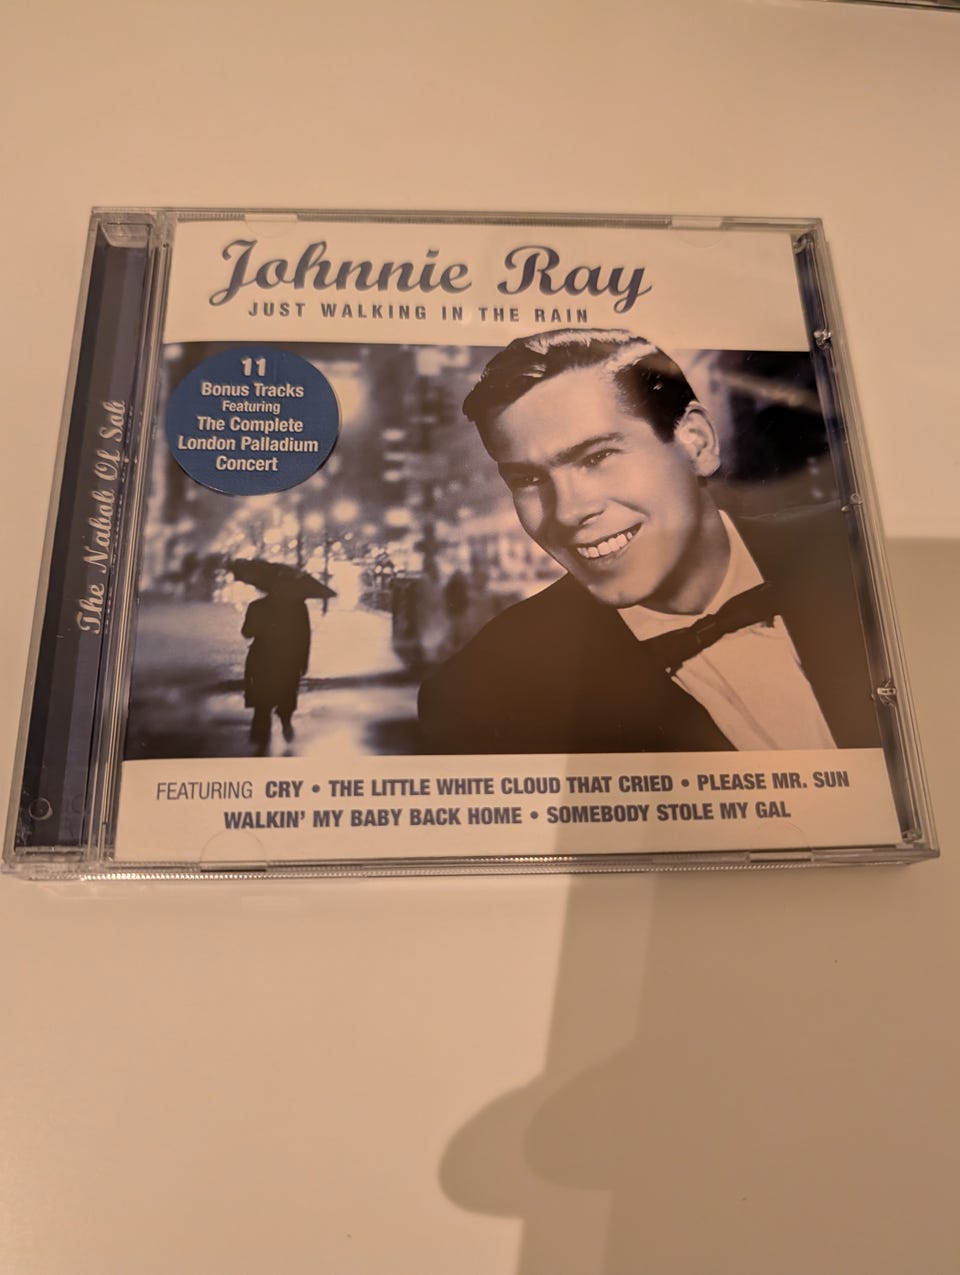 Johnnie Ray
JUST WALKING IN THE RAIN
11
Bonus Tracks
Featuring
The Complete
London Palladium
Concert
The Nabob Of Sob
FEATURING CRY • THE LITTLE WHITE CLOUD THAT CRIED • PLEASE MR. SUN
WALKIN' MY BABY BACK HOME • SOMEBODY STOLE MY GAL